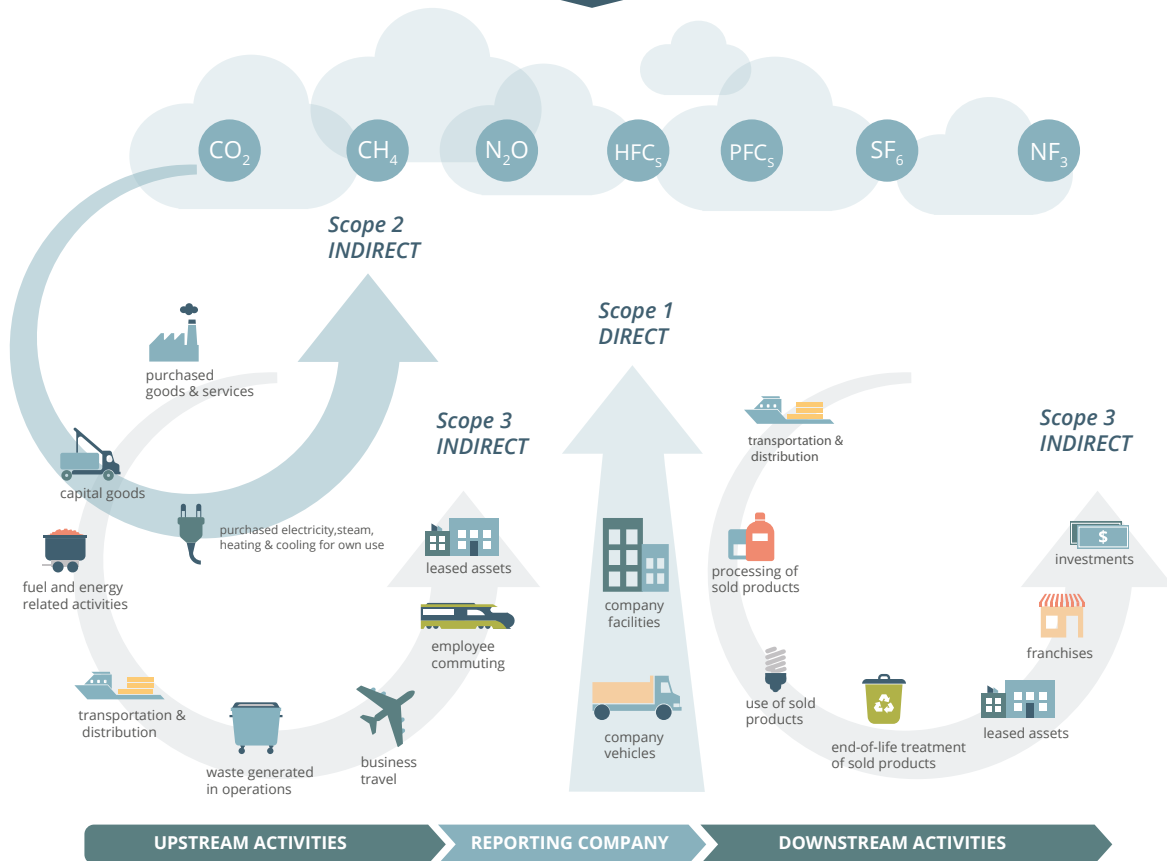 CO2
CH4
N2O
HFCS
PFCS
SF6
NF3
Scope 2
INDIRECT
Scope 1
DIRECT
purchased
goods & services
Scope 3
INDIRECT
capital goods
purchased electricity,steam,
heating & cooling for own use
fuel and energy
related activities
leased assets
employee
commuting
transportation &
distribution
waste generated
in operations
business
travel
company
facilities
company
vehicles
Scope 3
INDIRECT
transportation &
distribution
processing of
sold products
use of sold
products
end-of-life treatment
of sold products
$
investments
franchises
leased assets
UPSTREAM ACTIVITIES
REPORTING COMPANY
DOWNSTREAM ACTIVITIES